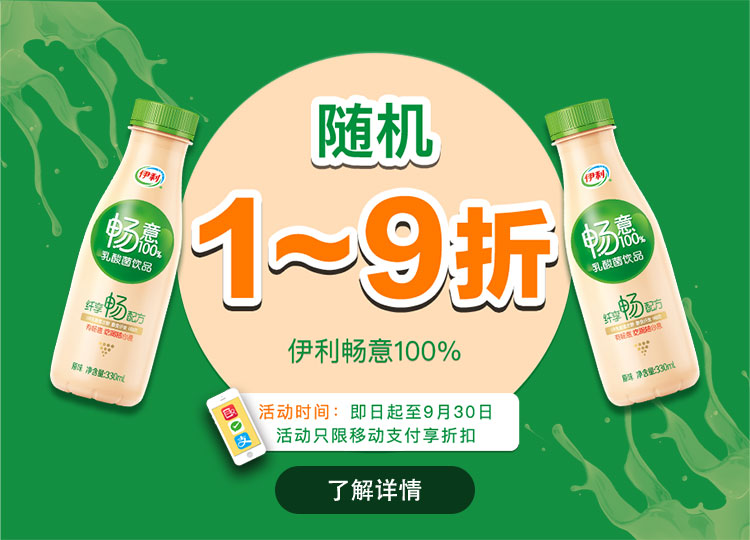 随机
1~9折
伊利畅意100%
活动时间：即日起至9月30日
活动只限移动支付享折扣
了解详情
伊利
畅意100%
乳酸菌饮品
纤享畅配方
原味 净含量:330mL
伊利
畅意100%
乳酸菌饮品
纤享畅配方
原味 净含量:330mL